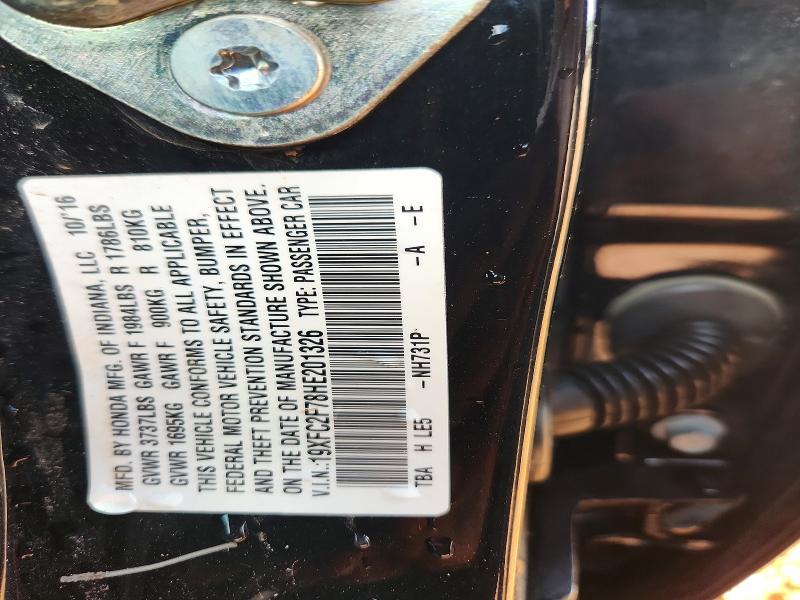 MFD. BY HONDA MFG. OF INDIANA, LLC 10/'16
GVWR 3737LBS GAWR F 1984LBS R 1786LBS
GVWR 1695KG GAWR F 900KG R 810KG
THIS VEHICLE CONFORMS TO ALL APPLICABLE
FEDERAL MOTOR VEHICLE SAFETY, BUMPER,
AND THEFT PREVENTION STANDARDS IN EFFECT
ON THE DATE OF MANUFACTURE SHOWN ABOVE.
V.I.N.:19XFC2F78HE201326 TYPE: PASSENGER CAR
TBA H LE5 -NH731P -A -E